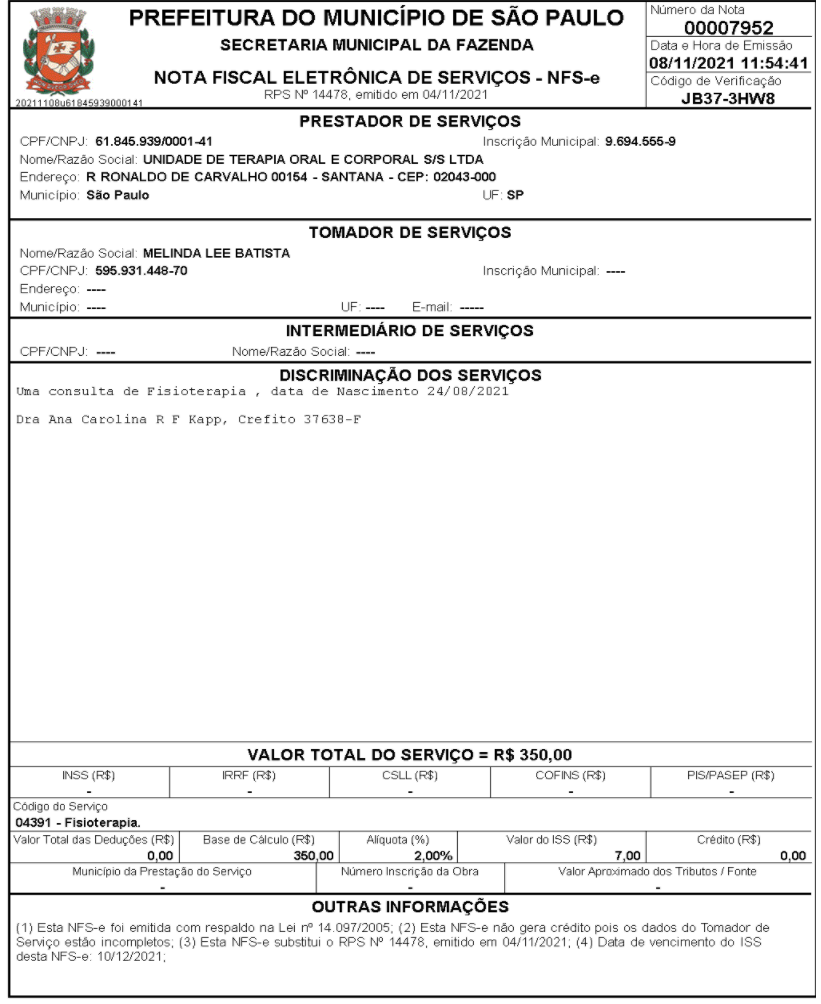 PREFEITURA DO MUNICÍPIO DE SÃO PAULO
SECRETARIA MUNICIPAL DA FAZENDA
NOTA FISCAL ELETRÔNICA DE SERVIÇOS - NFS-e
RPS Nº 14478, emitido em 04/11/2021
20211108u61845939000141
Número da Nota
00007952
Data e Hora de Emissão
08/11/2021 11:54:41
Código de Verificação
JB37-3HW8
PRESTADOR DE SERVIÇOS
CPF/CNPJ: 61.845.939/0001-41 Inscrição Municipal: 9.694.555-9
Nome/Razão Social: UNIDADE DE TERAPIA ORAL E CORPORAL S/S LTDA
Endereço: R RONALDO DE CARVALHO 00154 - SANTANA - CEP: 02043-000
Município: São Paulo UF: SP
TOMADOR DE SERVIÇOS
Nome/Razão Social: MELINDA LEE BATISTA
CPF/CNPJ: 595.931.448-70 Inscrição Municipal: ----
Endereço: ----
Município: ---- UF: ---- E-mail: -----
INTERMEDIÁRIO DE SERVIÇOS
CPF/CNPJ: ---- Nome/Razão Social: ----
DISCRIMINAÇÃO DOS SERVIÇOS
Uma consulta de Fisioterapia , data de Nascimento 24/08/2021
Dra Ana Carolina R F Kapp, Crefito 37638-F
VALOR TOTAL DO SERVIÇO = R$ 350,00
INSS (R$) IRRF (R$) CSLL (R$) COFINS (R$) PIS/PASEP (R$)
- - - - -
Código do Serviço
04391 - Fisioterapia.
Valor Total das Deduções (R$) Base de Cálculo (R$) Alíquota (%) Valor do ISS (R$) Crédito (R$)
0,00 350,00 2,00% 7,00 0,00
Município da Prestação do Serviço Número Inscrição da Obra Valor Aproximado dos Tributos / Fonte
- - -
OUTRAS INFORMAÇÕES
(1) Esta NFS-e foi emitida com respaldo na Lei nº 14.097/2005; (2) Esta NFS-e não gera crédito pois os dados do Tomador de
Serviço estão incompletos; (3) Esta NFS-e substitui o RPS Nº 14478, emitido em 04/11/2021; (4) Data de vencimento do ISS
desta NFS-e: 10/12/2021;